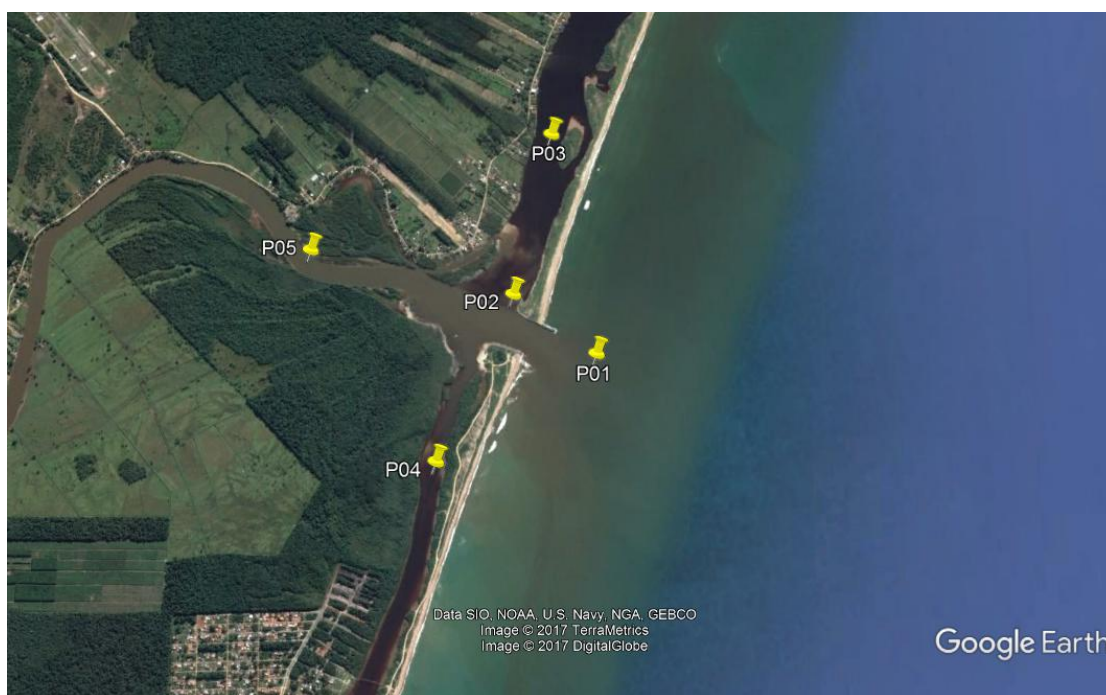 P03
P05
P02
P01
P04
Data SIO, NOAA, U.S. Navy, NGA, GEBCO
Image © 2017 TerraMetrics
Image © 2017 DigitalGlobe
Google Earth